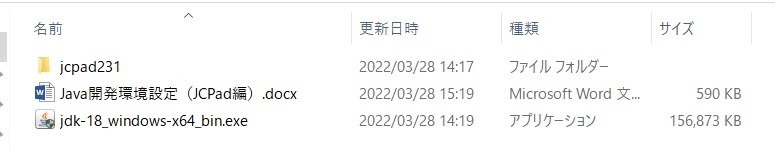 名前 更新日時 種類 サイズ
jcpad231 2022/03/28 14:17 ファイル フォルダー
Java開発環境設定（JCPad編）.docx 2022/03/28 15:19 Microsoft Word 文... 590 KB
jdk-18_windows-x64_bin.exe 2022/03/28 14:19 アプリケーション 156,873 KB